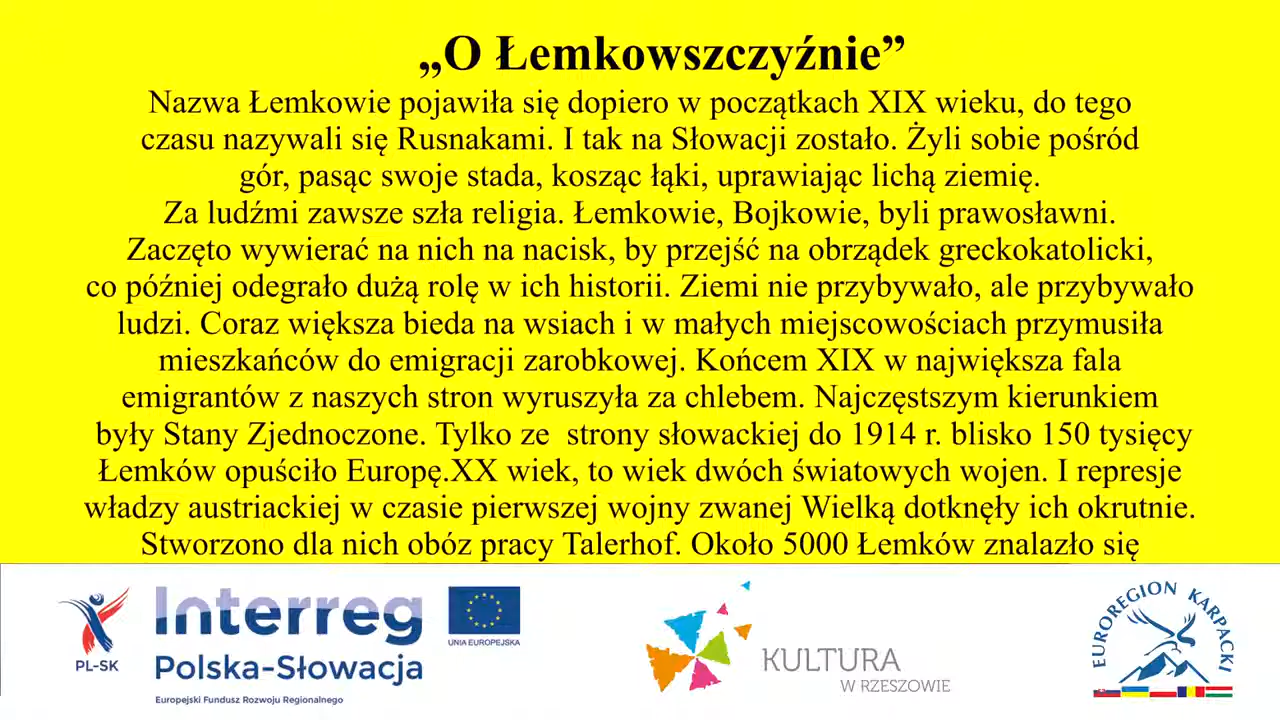 „O Łemkowszczyźnie”
Nazwa Łemkowie pojawiła się dopiero w początkach XIX wieku, do tego
czasu nazywali się Rusnakami. I tak na Słowacji zostało. Żyli sobie pośród
gór, pasąc swoje stada, kosząc łąki, uprawiając lichą ziemię.
Za ludźmi zawsze szła religia. Łemkowie, Bojkowie, byli prawosławni.
Zaczęto wywierać na nich na nacisk, by przejść na obrządek greckokatolicki,
co później odegrało dużą rolę w ich historii. Ziemi nie przybywało, ale przybywało
ludzi. Coraz większa bieda na wsiach i w małych miejscowościach przymusiła
mieszkańców do emigracji zarobkowej. Końcem XIX w największa fala
emigrantów z naszych stron wyruszyła za chlebem. Najczęstszym kierunkiem
były Stany Zjednoczone. Tylko ze  strony słowackiej do 1914 r. blisko 150 tysięcy
Łemków opuściło Europę.XX wiek, to wiek dwóch światowych wojen. I represje
władzy austriackiej w czasie pierwszej wojny zwanej Wielką dotknęły ich okrutnie.
Stworzono dla nich obóz pracy Talerhof. Około 5000 Łemków znalazło się
PL-SK
Interreg
Polska-Słowacja
Europejski Fundusz Rozwoju Regionalnego
UNIA EUROPEJSKA
KULTURA
W RZESZOWIE
EUROREGION KARPACKI